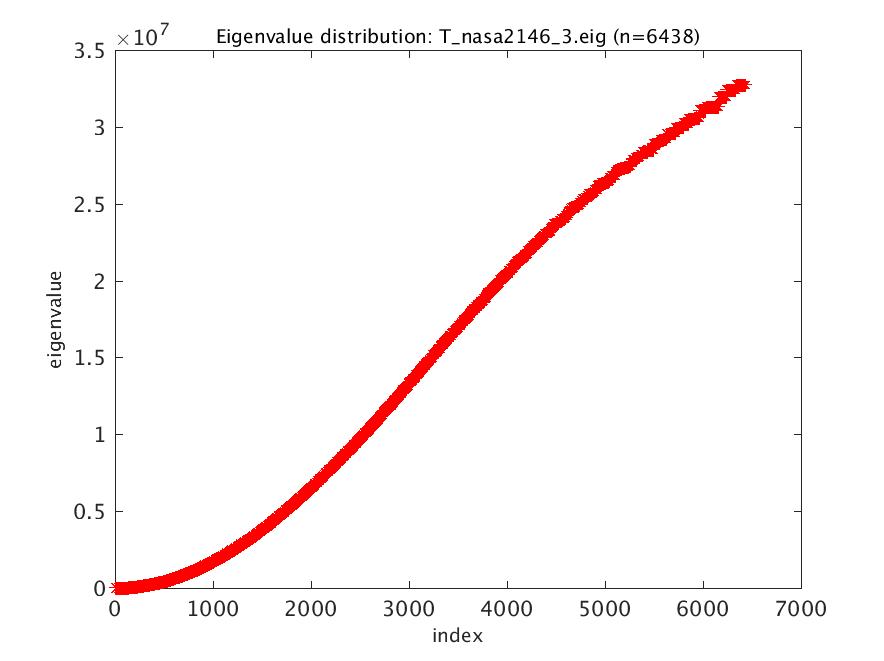 ×10^7
Eigenvalue distribution: T_nasa2146_3.eig (n=6438)
3.5
3
2.5
2
1.5
1
0.5
0
eigenvalue
0 1000 2000 3000 4000 5000 6000 7000
index